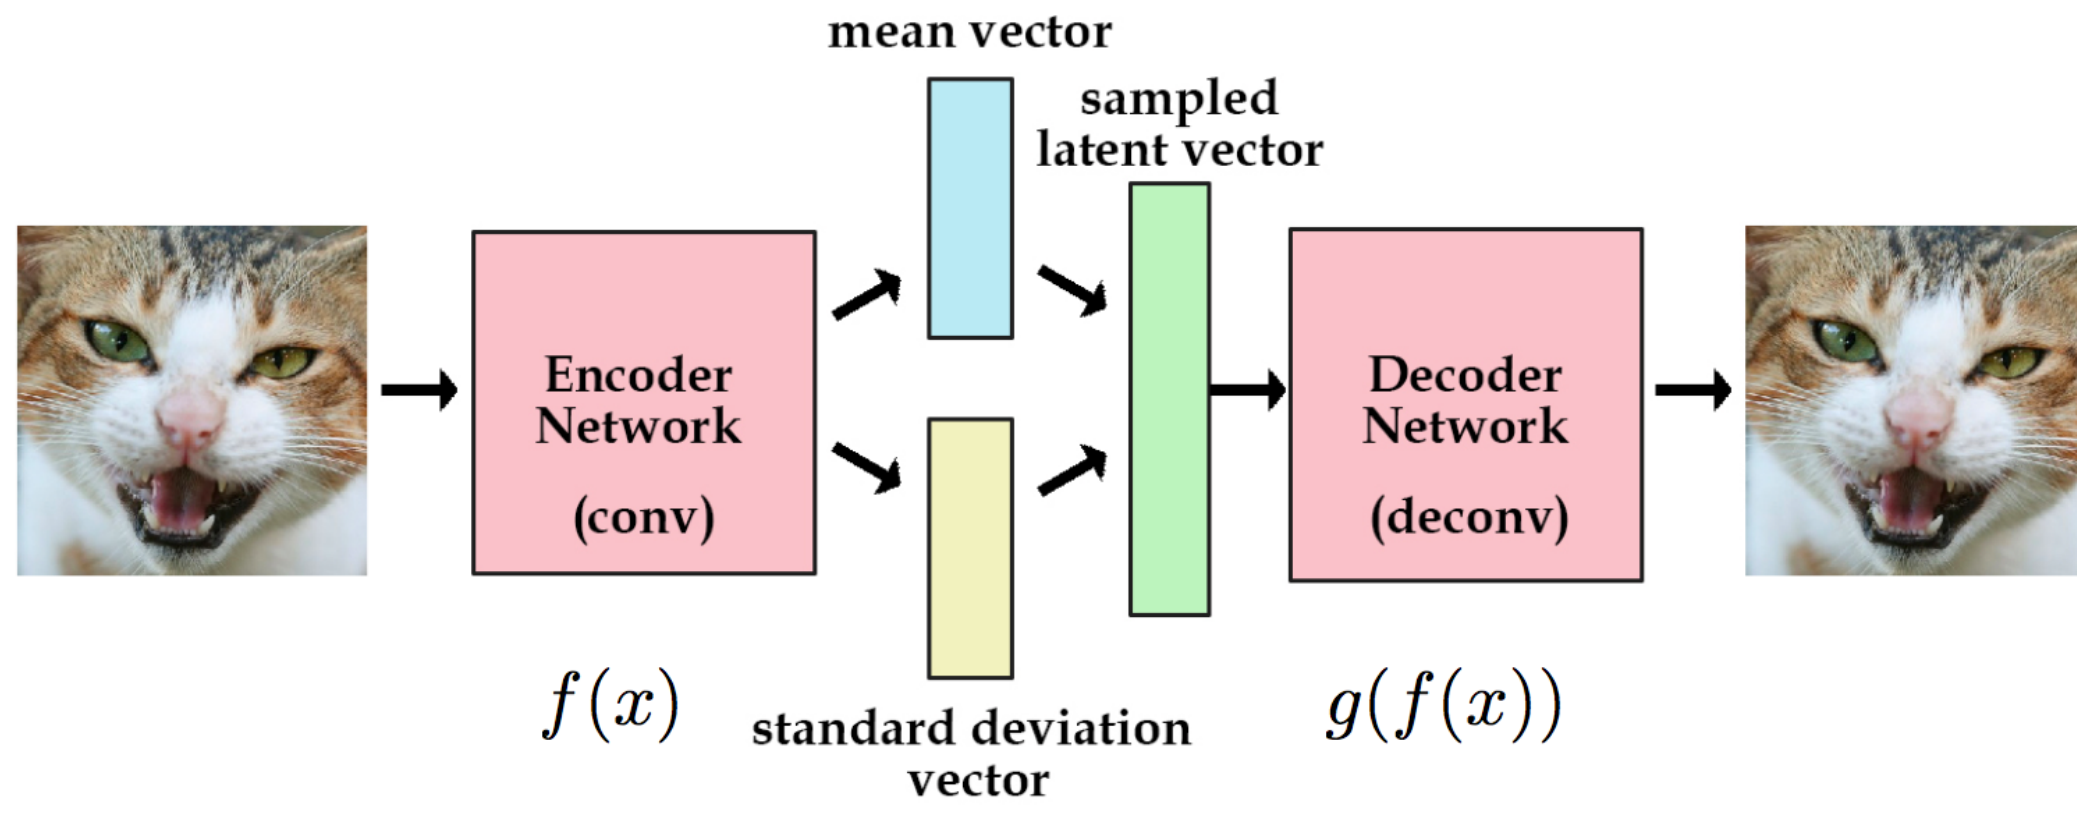 mean vector
sampled
latent vector
Encoder
Network
(conv)
Decoder
Network
(deconv)
f(x)
g(f(x))
standard deviation
vector